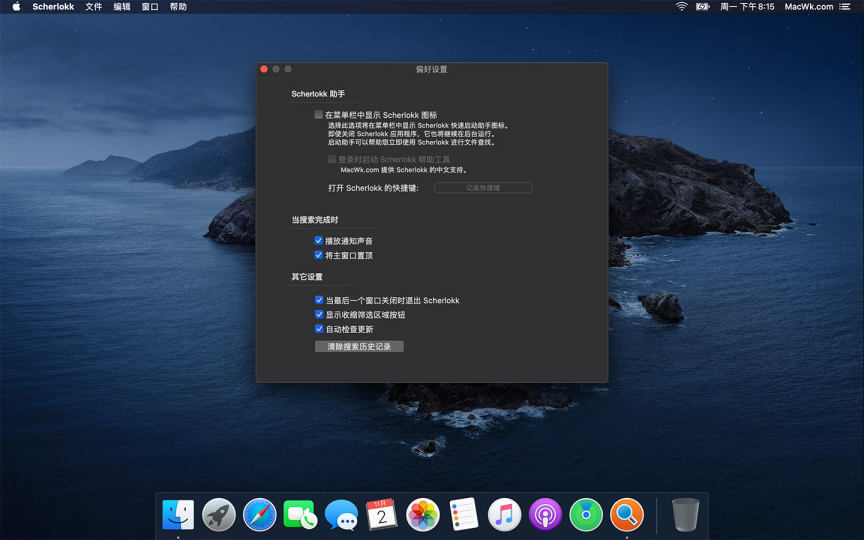 Scherlokk 文件 编辑 窗口 帮助 周一 下午 8:15 MacWk.com
偏好设置
Scherlokk 助手
在菜单栏中显示 Scherlokk 图标
选择此选项将在菜单栏中显示 Scherlokk 快速启动助手图标。
即使关闭 Scherlokk 应用程序，它也将继续在后台运行。
启动助手可以帮助您立即使用 Scherlokk 进行文件查找。
登录时启动 Scherlokk 帮助工具
MacWk.com 提供 Scherlokk 的中文支持。
打开 Scherlokk 的快捷键: 记录快捷键
当搜索完成时
播放通知声音
将主窗口置顶
其它设置
当最后一个窗口关闭时退出 Scherlokk
显示收缩筛选区域按钮
自动检查更新
清除搜索历史记录
11月
2